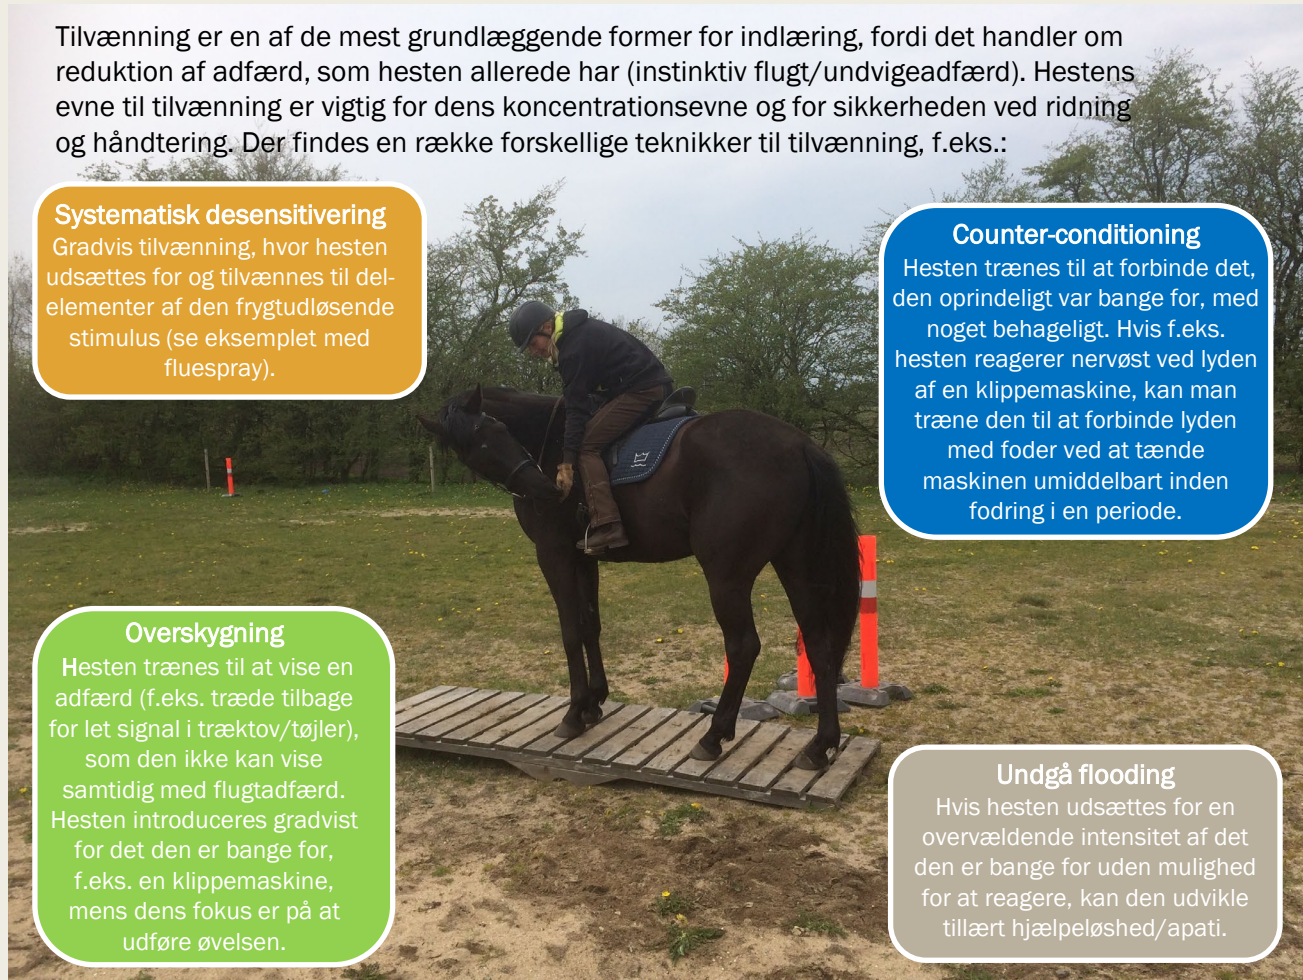 Tilvænning er en af de mest grundlæggende former for indlæring, fordi det handler om
reduktion af adfærd, som hesten allerede har (instinktiv flugt/undvigeadfærd). Hestens
evne til tilvænning er vigtig for dens koncentrationsevne og for sikkerheden ved ridning
og håndtering. Der findes en række forskellige teknikker til tilvænning, f.eks.:
Systematisk desensitivering
Gradvis tilvænning, hvor hesten
udsættes for og tilvænnes til del-
elementer af den frygtudløsende
stimulus (se eksemplet med
fluespray).
Counter-conditioning
Hesten trænes til at forbinde det,
den oprindeligt var bange for, med
noget behageligt. Hvis f.eks.
hesten reagerer nervøst ved lyden
af en klippemaskine, kan man
træne den til at forbinde lyden
med foder ved at tænde
maskinen umiddelbart inden
fodring i en periode.
Overskygning
Hesten trænes til at vise en
adfærd (f.eks. træde tilbage
for let signal i træktov/tøjler),
som den ikke kan vise
samtidig med flugtadfærd.
Hesten introduceres gradvist
for det den er bange for,
f.eks. en klippemaskine,
mens dens fokus er på at
udføre øvelsen.
Undgå flooding
Hvis hesten udsættes for en
overvældende intensitet af det
den er bange for uden mulighed
for at reagere, kan den udvikle
tillært hjælpeløshed/apati.